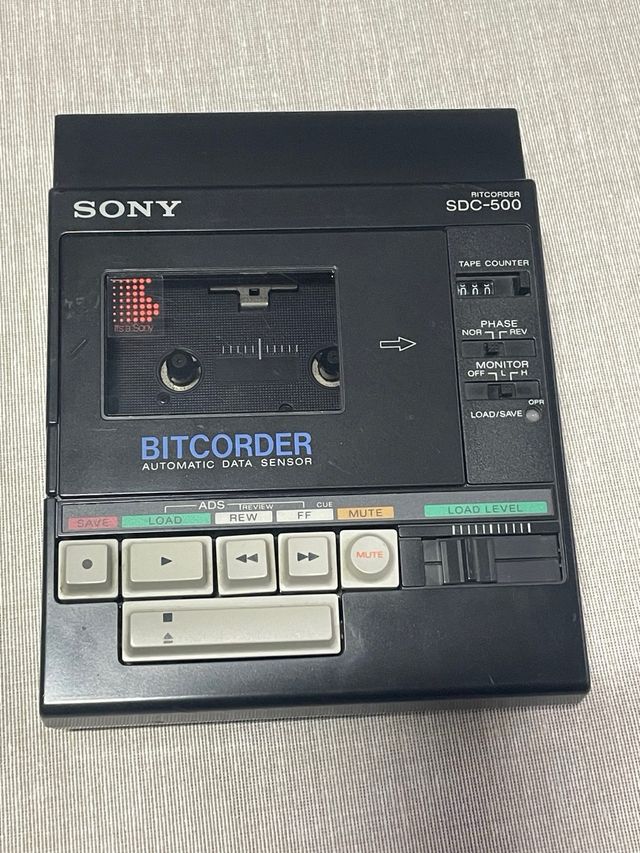 SONY
BITCORDER
SDC-500
TAPE COUNTER
000
It's a Sony
PHASE
NOR REV
MONITOR
OFF L H
OPR
LOAD/SAVE
BITCORDER
AUTOMATIC DATA SENSOR
ADS (REVIEW CUE
SAVE LOAD REW FF MUTE
LOAD LEVEL
MUTE